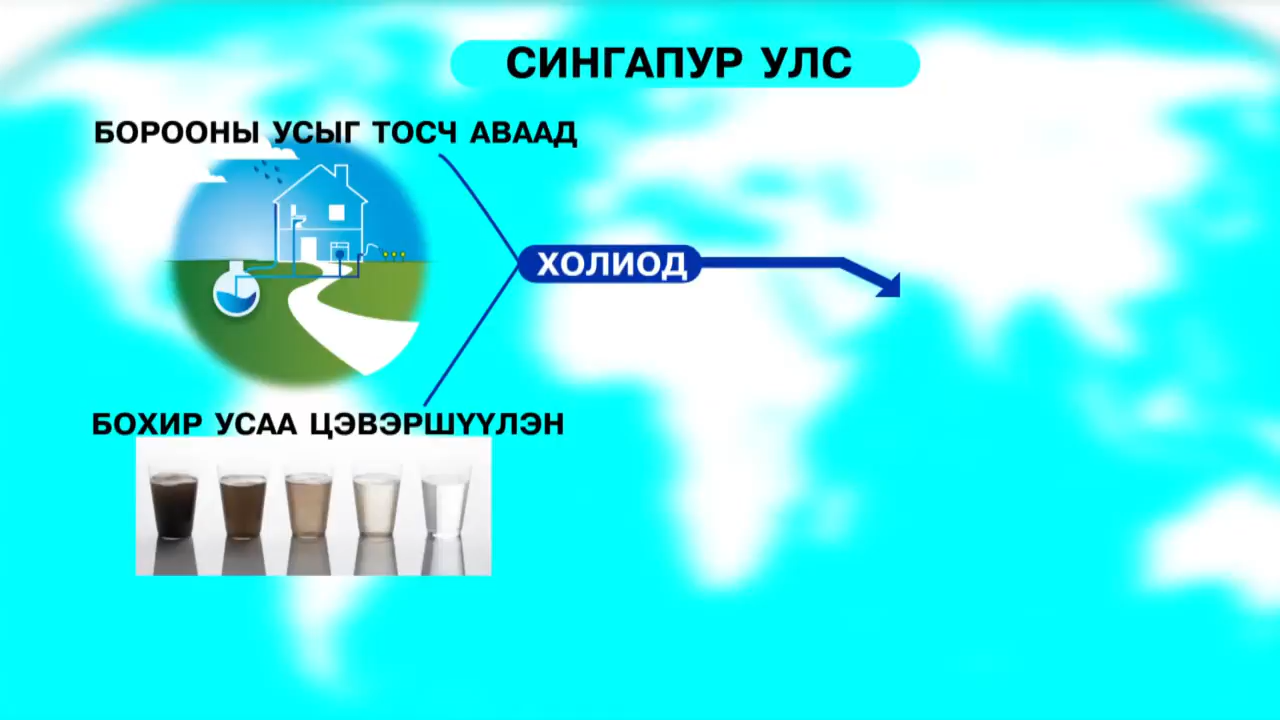 СИНГАПУР УЛС
БОРООНЫ УСЫГ ТОСЧ АВААД
ХОЛИОД
БОХИР УСАА ЦЭВЭРШҮҮЛЭН